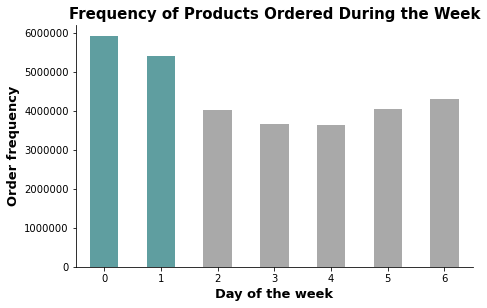 Frequency of Products Ordered During the Week
Order frequency
6000000
5000000
4000000
3000000
2000000
1000000
0
0 1 2 3 4 5 6
Day of the week